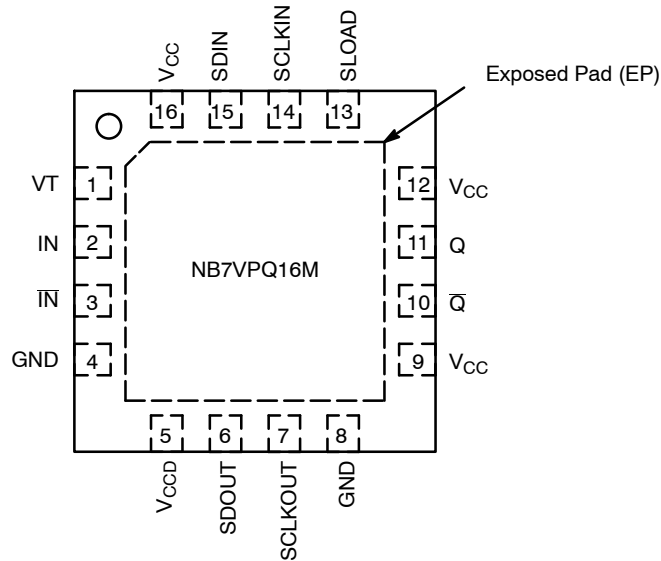 VCC
SDIN
SCLKIN
SLOAD
Exposed Pad (EP)
16
15
14
13
VT 1
12 VCC
IN 2
11 Q
NB7VPQ16M
I̅N̅ 3
10 Q̅
GND 4
9 VCC
5
6
7
8
VCCD
SDOUT
SCLKOUT
GND